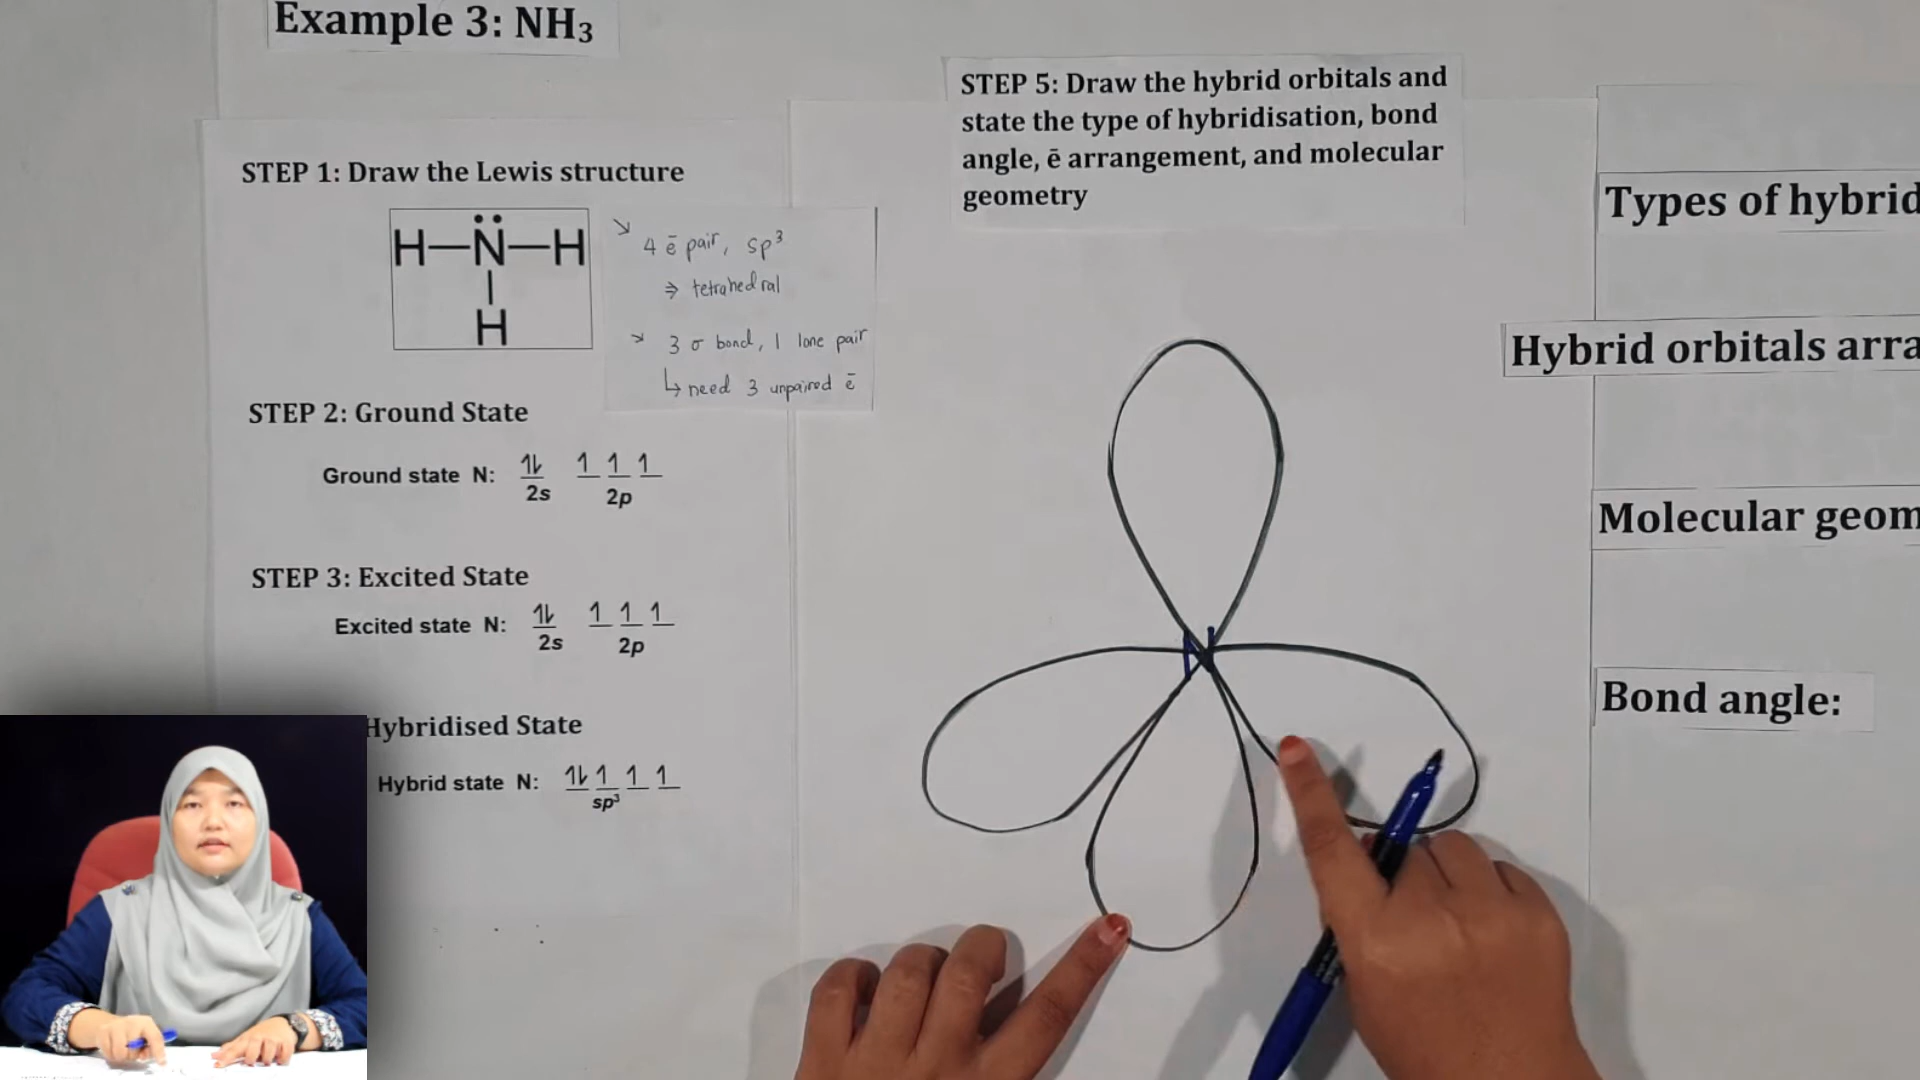 Example 3: NH₃
STEP 1: Draw the Lewis structure
H—N̈—H
|
H
↘ 4 ē pair, sp³
⇒ tetrahedral
↘ 3 σ bond, 1 lone pair
↳ need 3 unpaired ē
STEP 2: Ground State
Ground state N: 1⇂ 1 1 1
2s 2p
STEP 3: Excited State
Excited state N: 1⇂ 1 1 1
2s 2p
Hybridised State
Hybrid state N: 1⇂ 1 1 1
sp³
STEP 5: Draw the hybrid orbitals and
state the type of hybridisation, bond
angle, ē arrangement, and molecular
geometry
N
Types of hybrid
Hybrid orbitals arra
Molecular geom
Bond angle: